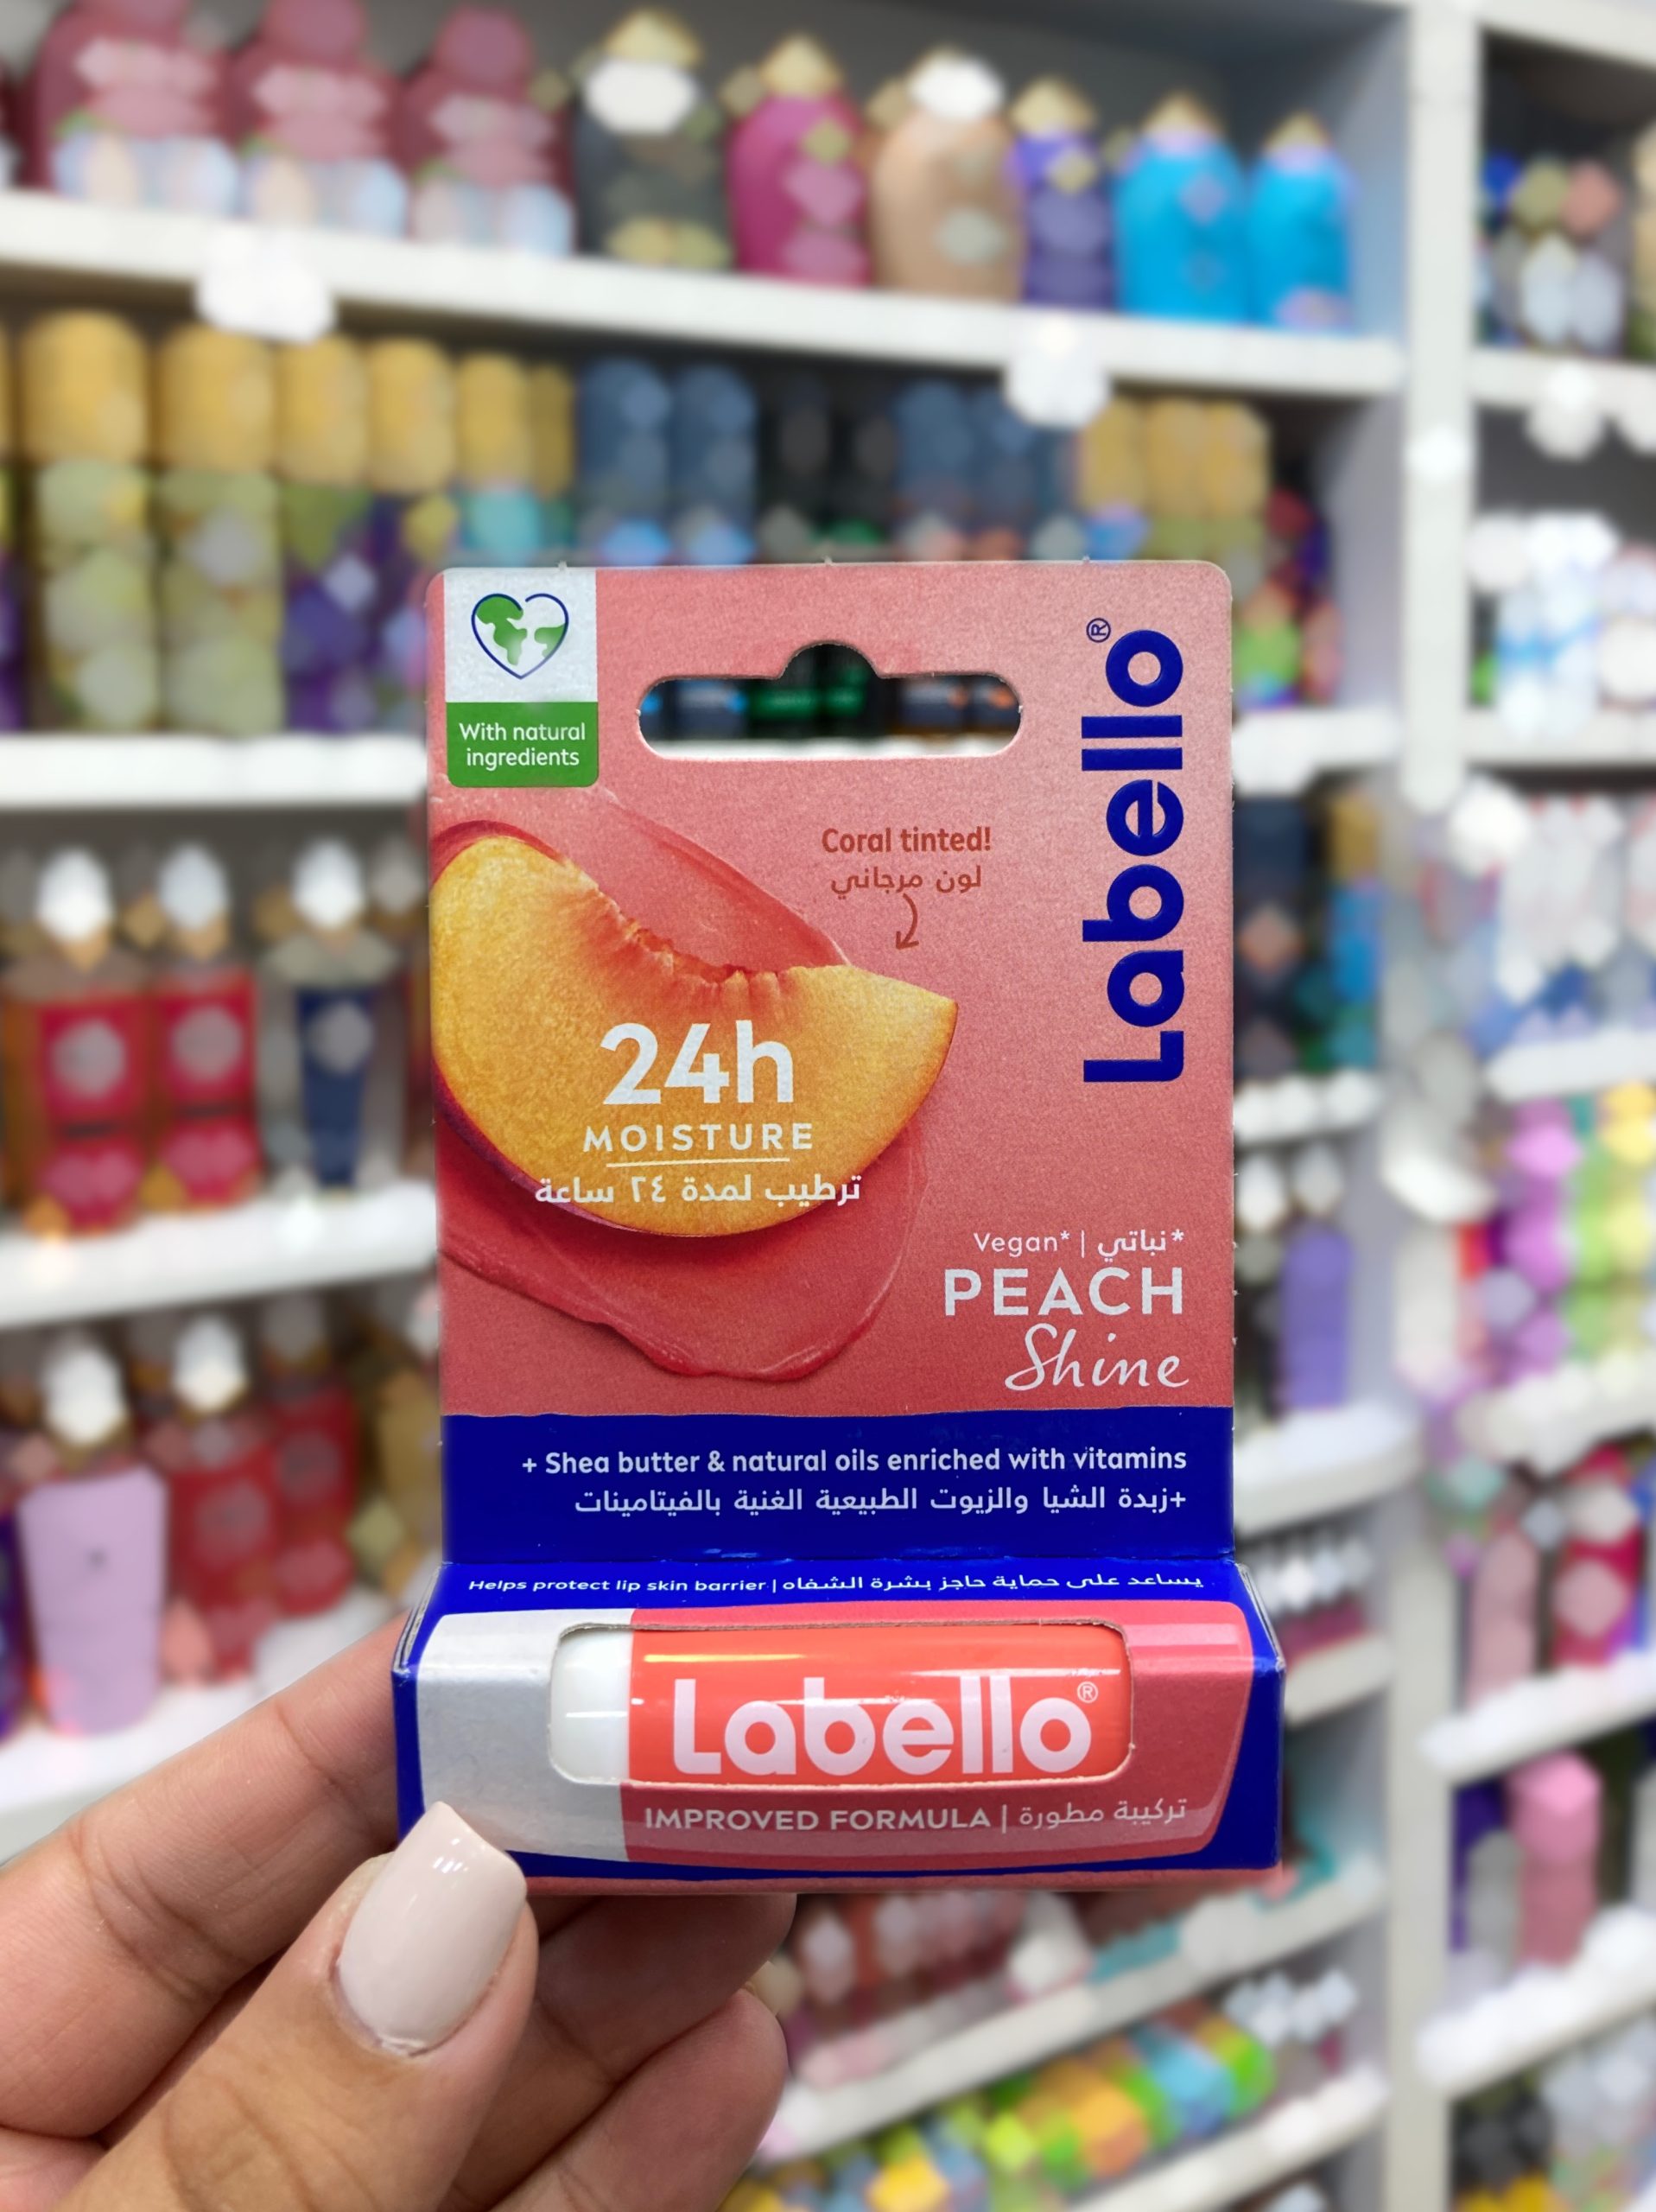 With natural
ingredients
Labello®
Coral tinted!
لون مرجاني
24h
MOISTURE
ترطيب لمدة ٢٤ ساعة
Vegan* | نباتي*
PEACH
Shine
+ Shea butter & natural oils enriched with vitamins
+زبدة الشيا والزيوت الطبيعية الغنية بالفيتامينات
Helps protect lip skin barrier | يساعد على حماية حاجز بشرة الشفاه
Labello®
IMPROVED FORMULA | تركيبة مطورة